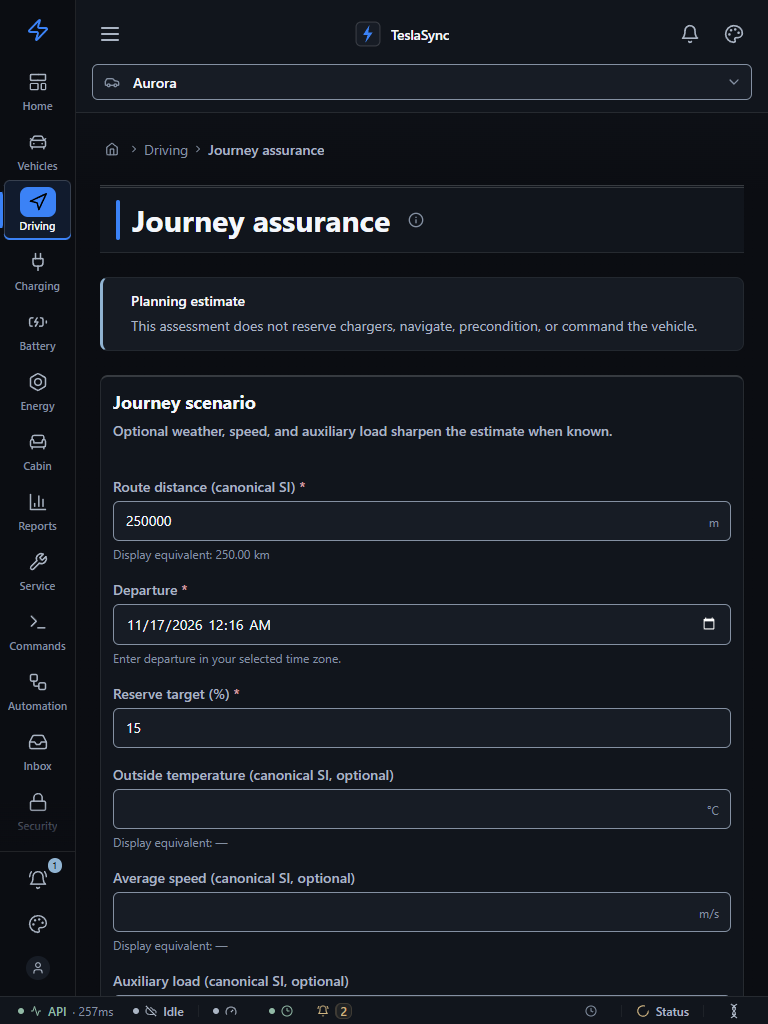 TeslaSync
Aurora
Home
Vehicles
Driving
Charging
Battery
Energy
Cabin
Reports
Service
Commands
Automation
Inbox
Security
1
Driving
Journey assurance
Journey assurance
Planning estimate
This assessment does not reserve chargers, navigate, precondition, or command the vehicle.
Journey scenario
Optional weather, speed, and auxiliary load sharpen the estimate when known.
Route distance (canonical SI) *
250000 m
Display equivalent: 250.00 km
Departure *
11/17/2026 12:16 AM
Enter departure in your selected time zone.
Reserve target (%) *
15
Outside temperature (canonical SI, optional)
°C
Display equivalent: —
Average speed (canonical SI, optional)
m/s
Display equivalent: —
Auxiliary load (canonical SI, optional)
API · 257ms Idle 2 Status